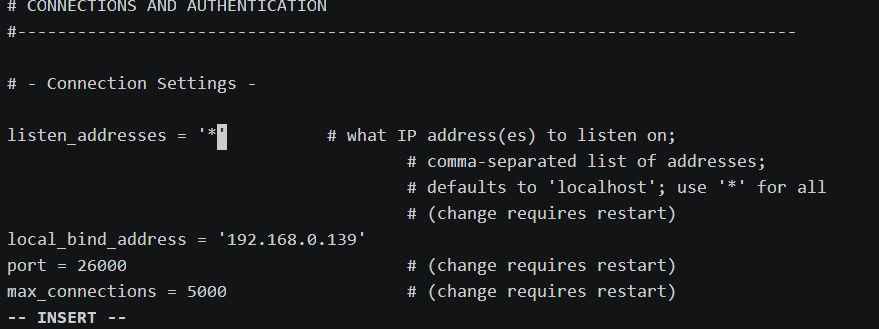 # CONNECTIONS AND AUTHENTICATION
#------------------------------------------------------------------------------
# - Connection Settings -
listen_addresses = '*' # what IP address(es) to listen on;
# comma-separated list of addresses;
# defaults to 'localhost'; use '*' for all
# (change requires restart)
local_bind_address = '192.168.0.139'
port = 26000 # (change requires restart)
max_connections = 5000 # (change requires restart)
-- INSERT --